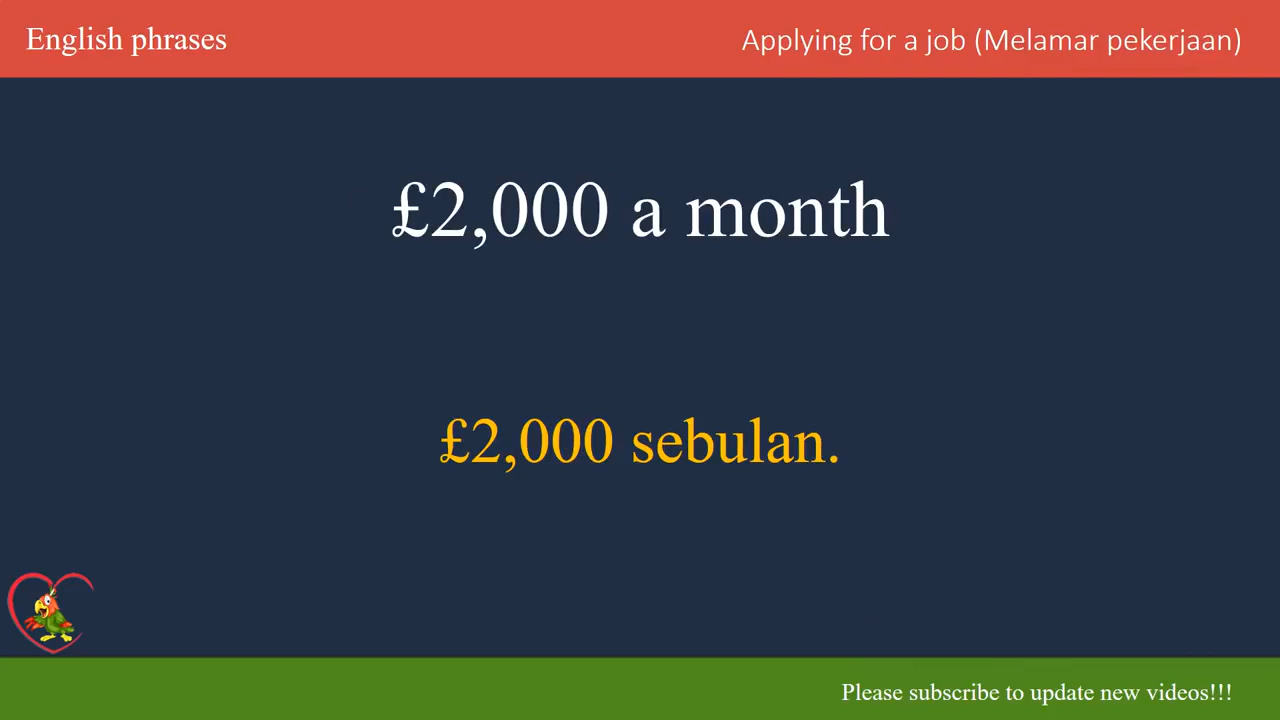 English phrases
Applying for a job (Melamar pekerjaan)
£2,000 a month
£2,000 sebulan.
Please subscribe to update new videos!!!